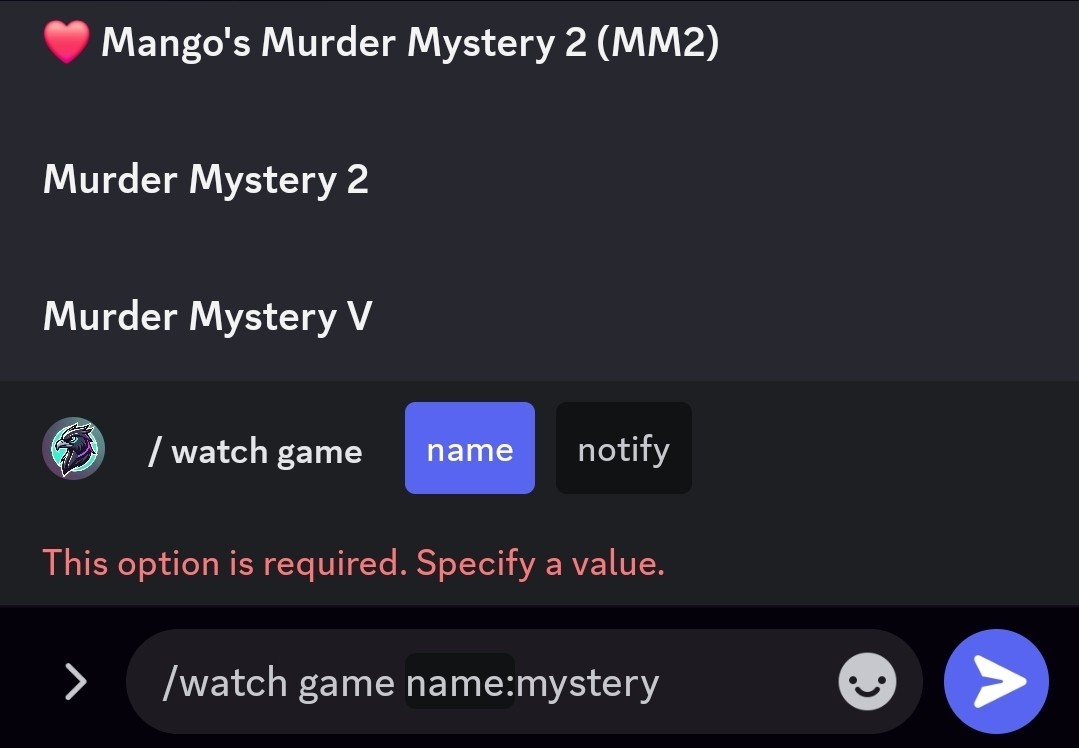 ❤️ Mango's Murder Mystery 2 (MM2)
Murder Mystery 2
Murder Mystery V
/ watch game name notify
This option is required. Specify a value.
/watch game name:mystery